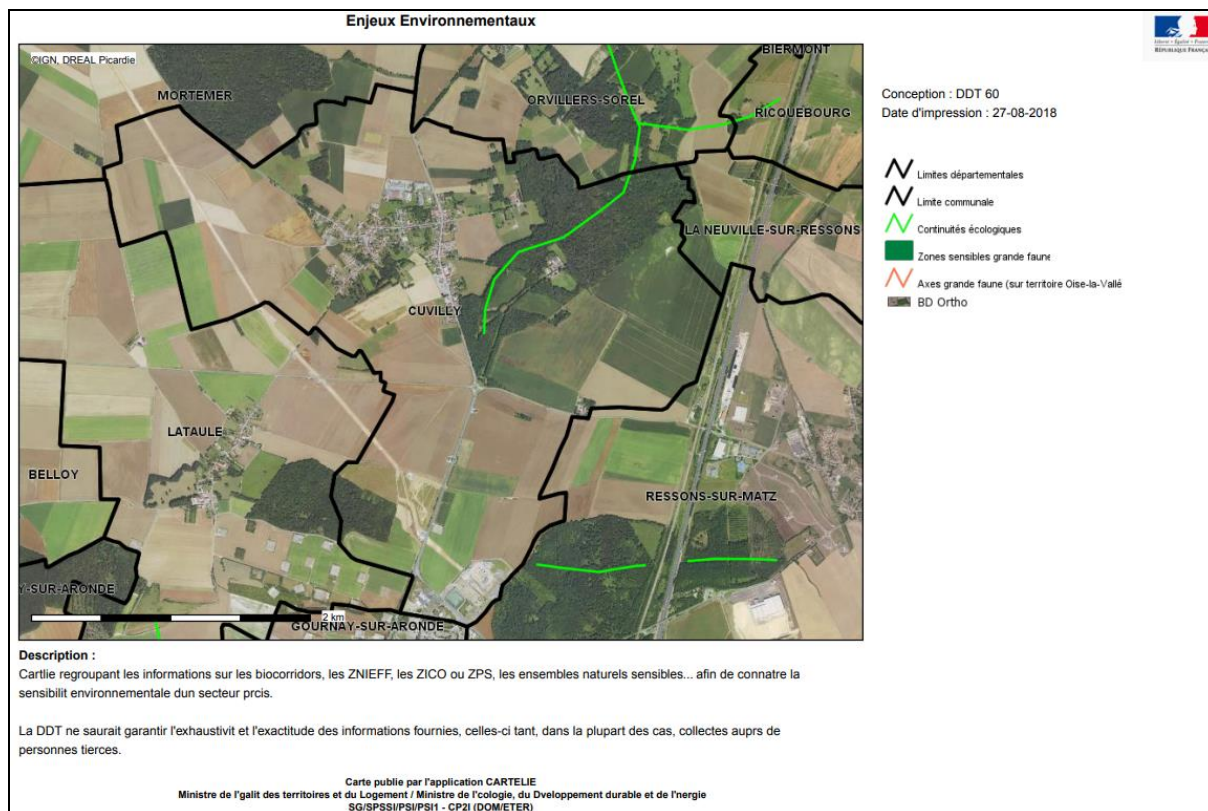 Enjeux Environnementaux
©IGN, DREAL Picardie
BIERMONT
MORTEMER
ORVILLERS-SOREL
RICQUEBOURG
LA NEUVILLE-SUR-RESSONS
CUVILLY
LATAULE
BELLOY
RESSONS-SUR-MATZ
Y-SUR-ARONDE
2 km
GOURNAY-SUR-ARONDE
RÉPUBLIQUE FRANÇA
Conception : DDT 60
Date d'impression : 27-08-2018
Limites départementales
Limite communale
Continuités écologiques
Zones sensibles grande faune
Axes grande faune (sur territoire Oise-la-Vallé
BD Ortho
Description :
Cartlie regroupant les informations sur les biocorridors, les ZNIEFF, les ZICO ou ZPS, les ensembles naturels sensibles... afin de connatre la
sensibilit environnementale dun secteur prcis.
La DDT ne saurait garantir l'exhaustivit et l'exactitude des informations fournies, celles-ci tant, dans la plupart des cas, collectes auprs de
personnes tierces.
Carte publie par l'application CARTELIE
Ministre de l'galit des territoires et du Logement / Ministre de l'cologie, du Dveloppement durable et de l'nergie
SG/SPSSI/PSI/PSI1 - CP2I (DOM/ETER)